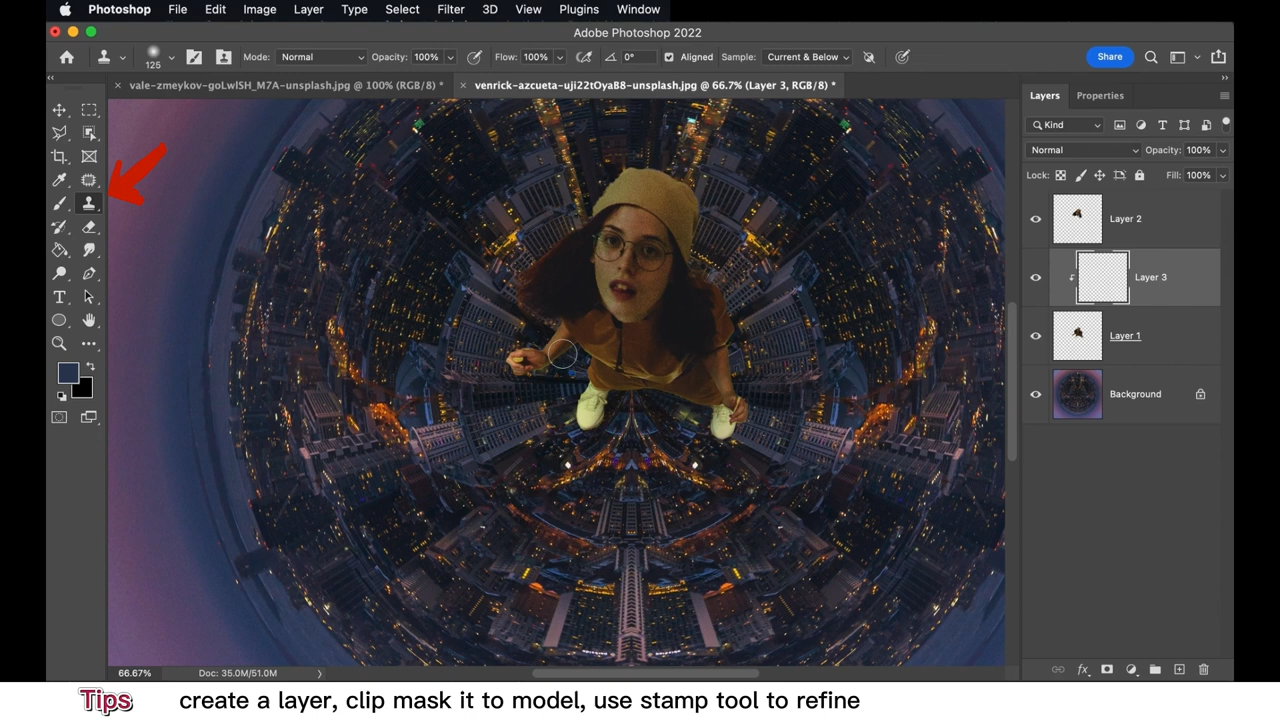 Photoshop File Edit Image Layer Type Select Filter 3D View Plugins Window
Adobe Photoshop 2022
125 Mode: Normal Opacity: 100% Flow: 100% 0° Aligned Sample: Current & Below Share
vale-zmeykov-goLwISH_M7A-unsplash.jpg @ 100% (RGB/8) * venrick-azcueta-uji22tOyaB8-unsplash.jpg @ 66.7% (Layer 3, RGB/8) *
Layers Properties
Kind
Normal Opacity: 100%
Lock: Fill: 100%
Layer 2
Layer 3
Layer 1
Background
66.67% Doc: 35.0M/51.0M
Tips create a layer, clip mask it to model, use stamp tool to refine